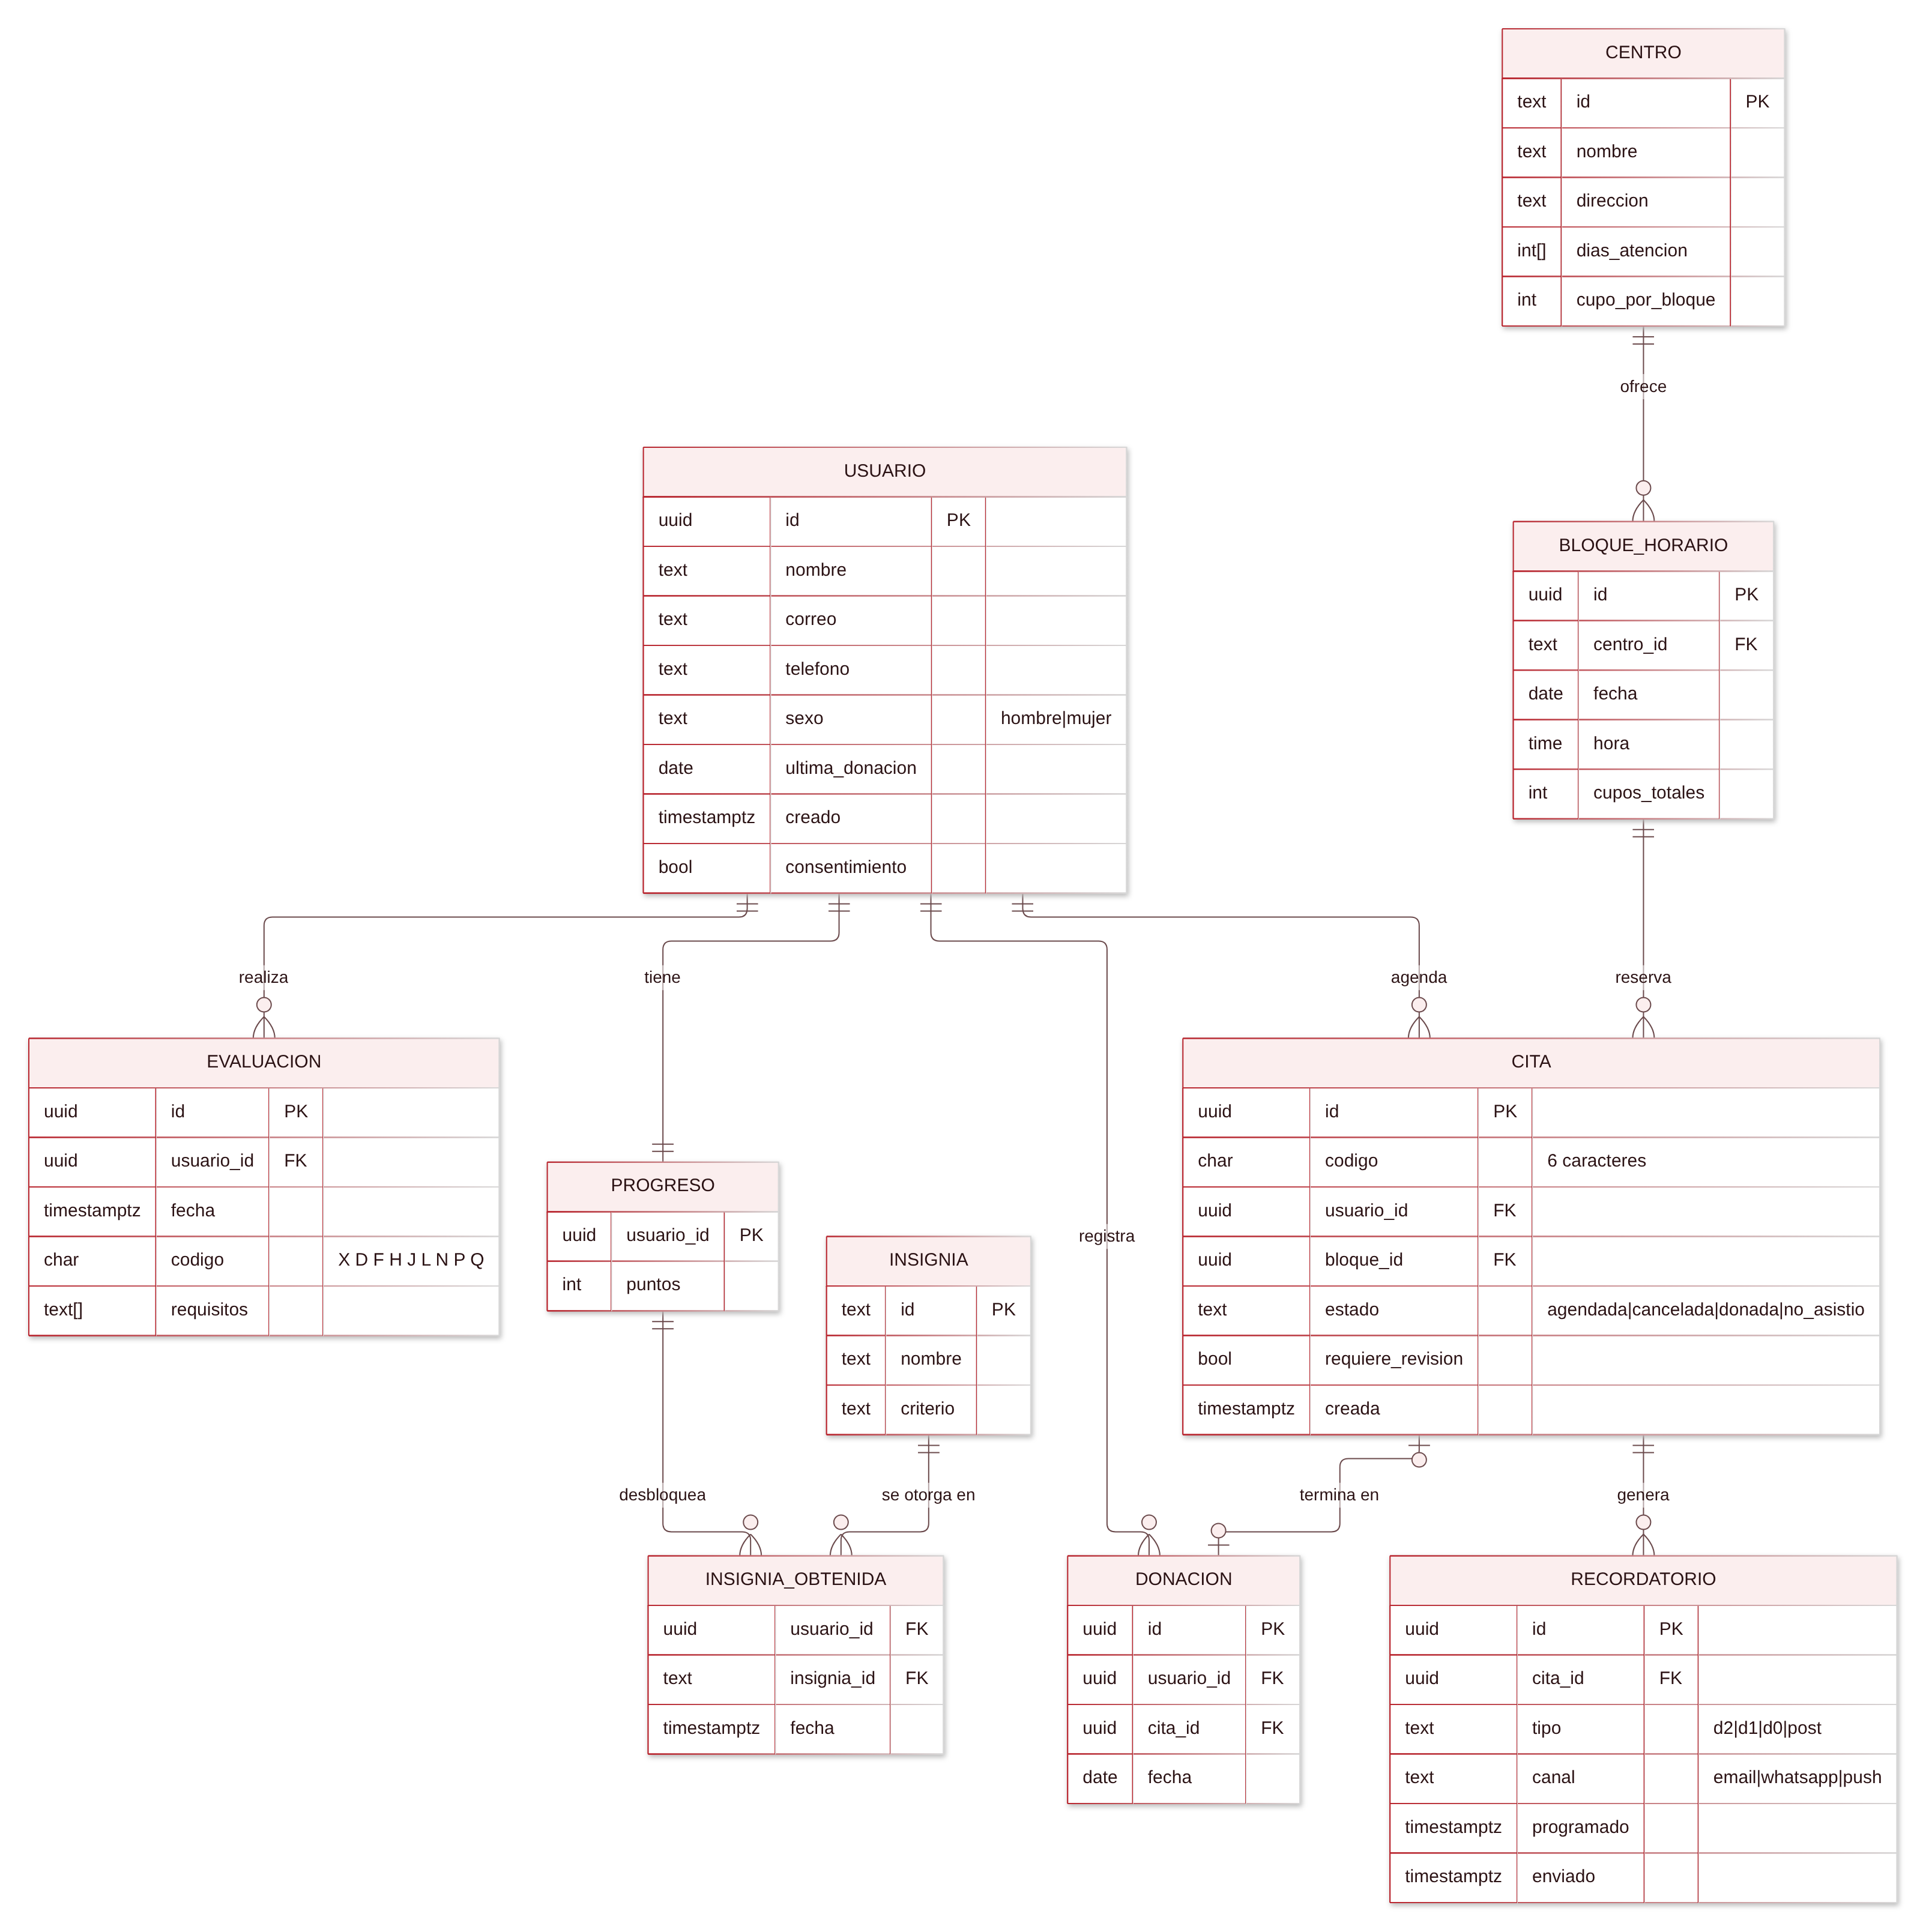 CENTRO
text id PK
text nombre
text direccion
int[] dias_atencion
int cupo_por_bloque
ofrece
USUARIO
uuid id PK
text nombre
text correo
text telefono
text sexo hombre|mujer
date ultima_donacion
timestamptz creado
bool consentimiento
BLOQUE_HORARIO
uuid id PK
text centro_id FK
date fecha
time hora
int cupos_totales
realiza
tiene
agenda
reserva
EVALUACION
uuid id PK
uuid usuario_id FK
timestamptz fecha
char codigo X D F H J L N P Q
text[] requisitos
PROGRESO
uuid usuario_id PK
int puntos
INSIGNIA
text id PK
text nombre
text criterio
registra
CITA
uuid id PK
char codigo 6 caracteres
uuid usuario_id FK
uuid bloque_id FK
text estado agendada|cancelada|donada|no_asistio
bool requiere_revision
timestamptz creada
desbloquea
se otorga en
termina en
genera
INSIGNIA_OBTENIDA
uuid usuario_id FK
text insignia_id FK
timestamptz fecha
DONACION
uuid id PK
uuid usuario_id FK
uuid cita_id FK
date fecha
RECORDATORIO
uuid id PK
uuid cita_id FK
text tipo d2|d1|d0|post
text canal email|whatsapp|push
timestamptz programado
timestamptz enviado